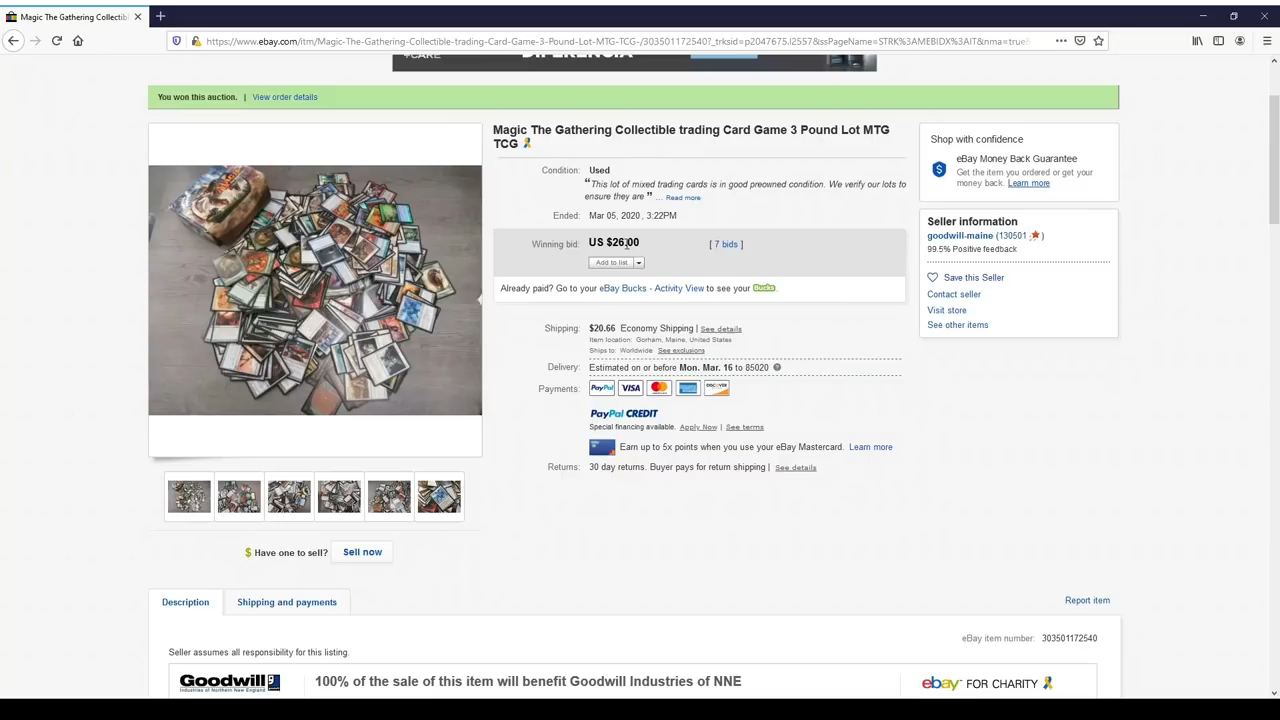 Magic The Gathering Collectibl
https://www.ebay.com/itm/Magic-The-Gathering-Collectible-trading-Card-Game-3-Pound-Lot-MTG-TCG-/303501172540?_trksid=p2047675.l2557&ssPageName=STRK%3AMEBIDX%3AIT&nma=true&
You won this auction. | View order details
Magic The Gathering Collectible trading Card Game 3 Pound Lot MTG
TCG
Condition: Used
"This lot of mixed trading cards is in good preowned condition. We verify our lots to
ensure they are" ... Read more
Ended: Mar 05, 2020 , 3:22PM
Winning bid: US $26.00 [ 7 bids ]
Add to list
Already paid? Go to your eBay Bucks - Activity View to see your Bucks.
Shipping: $20.66 Economy Shipping | See details
Item location: Gorham, Maine, United States
Ships to: Worldwide See exclusions
Delivery: Estimated on or before Mon. Mar. 16 to 85020
Payments: PayPal VISA MasterCard AMEX DISCOVER
PayPal CREDIT
Special financing available. Apply Now | See terms
Earn up to 5x points when you use your eBay Mastercard. Learn more
Returns: 30 day returns. Buyer pays for return shipping | See details
Shop with confidence
eBay Money Back Guarantee
Get the item you ordered or get your
money back. Learn more
Seller information
goodwill-maine (130501)
99.5% Positive feedback
Save this Seller
Contact seller
Visit store
See other items
$ Have one to sell? Sell now
Description
Shipping and payments
Report item
eBay item number: 303501172540
Seller assumes all responsibility for this listing.
Goodwill
Industries of Northern New England
100% of the sale of this item will benefit Goodwill Industries of NNE
ebay FOR CHARITY